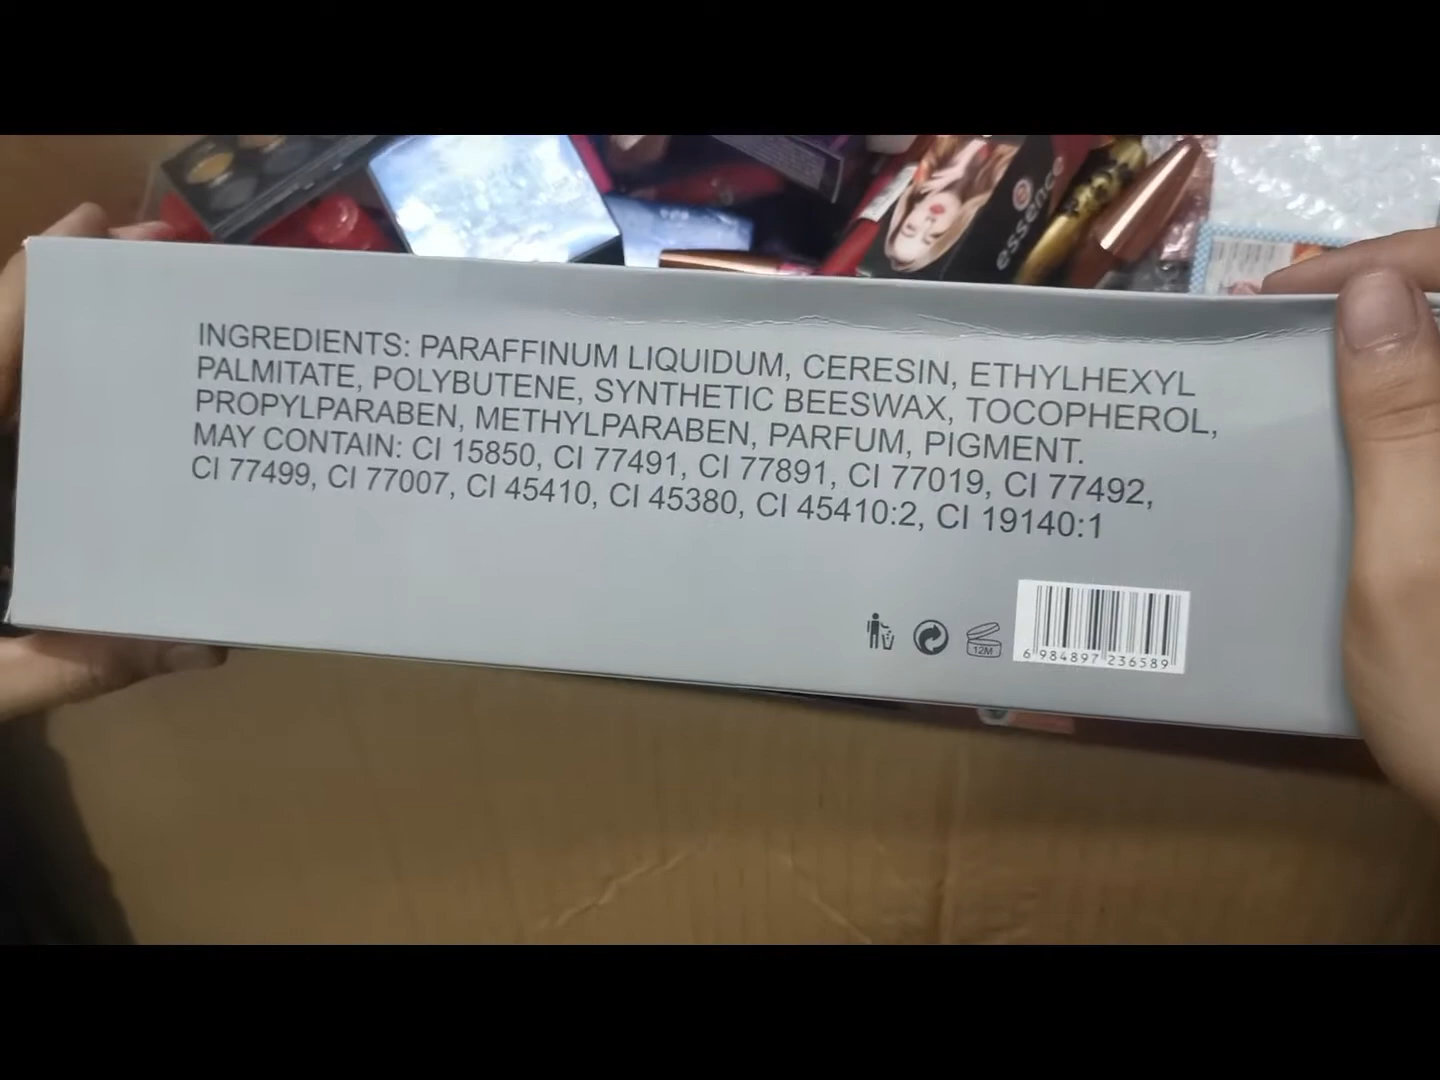 essence
INGREDIENTS: PARAFFINUM LIQUIDUM, CERESIN, ETHYLHEXYL
PALMITATE, POLYBUTENE, SYNTHETIC BEESWAX, TOCOPHEROL,
PROPYLPARABEN, METHYLPARABEN, PARFUM, PIGMENT.
MAY CONTAIN: CI 15850, CI 77491, CI 77891, CI 77019, CI 77492,
CI 77499, CI 77007, CI 45410, CI 45380, CI 45410:2, CI 19140:1
12M
6 984897 236589